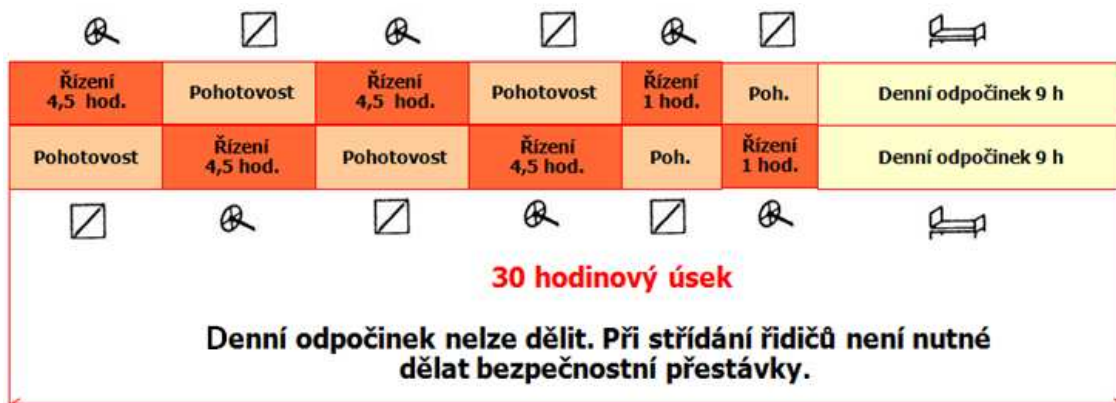 Řízení
4,5 hod.
Pohotovost
Řízení
4,5 hod.
Pohotovost
Řízení
1 hod.
Poh.
Denní odpočinek 9 h
Pohotovost
Řízení
4,5 hod.
Pohotovost
Řízení
4,5 hod.
Poh.
Řízení
1 hod.
Denní odpočinek 9 h
30 hodinový úsek
Denní odpočinek nelze dělit. Při střídání řidičů není nutné
dělat bezpečnostní přestávky.